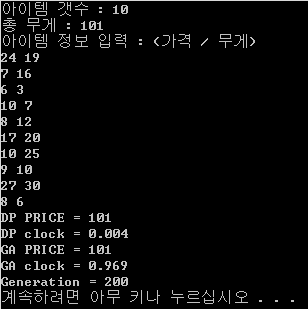 아이템 갯수 : 10
총 무게 : 101
아이템 정보 입력 : (가격 / 무게)
24 19
7 16
6 3
10 7
8 12
17 20
10 25
9 10
27 30
8 6
DP PRICE = 101
DP clock = 0.004
GA PRICE = 101
GA clock = 0.969
Generation = 200
계속하려면 아무 키나 누르십시오 . . .